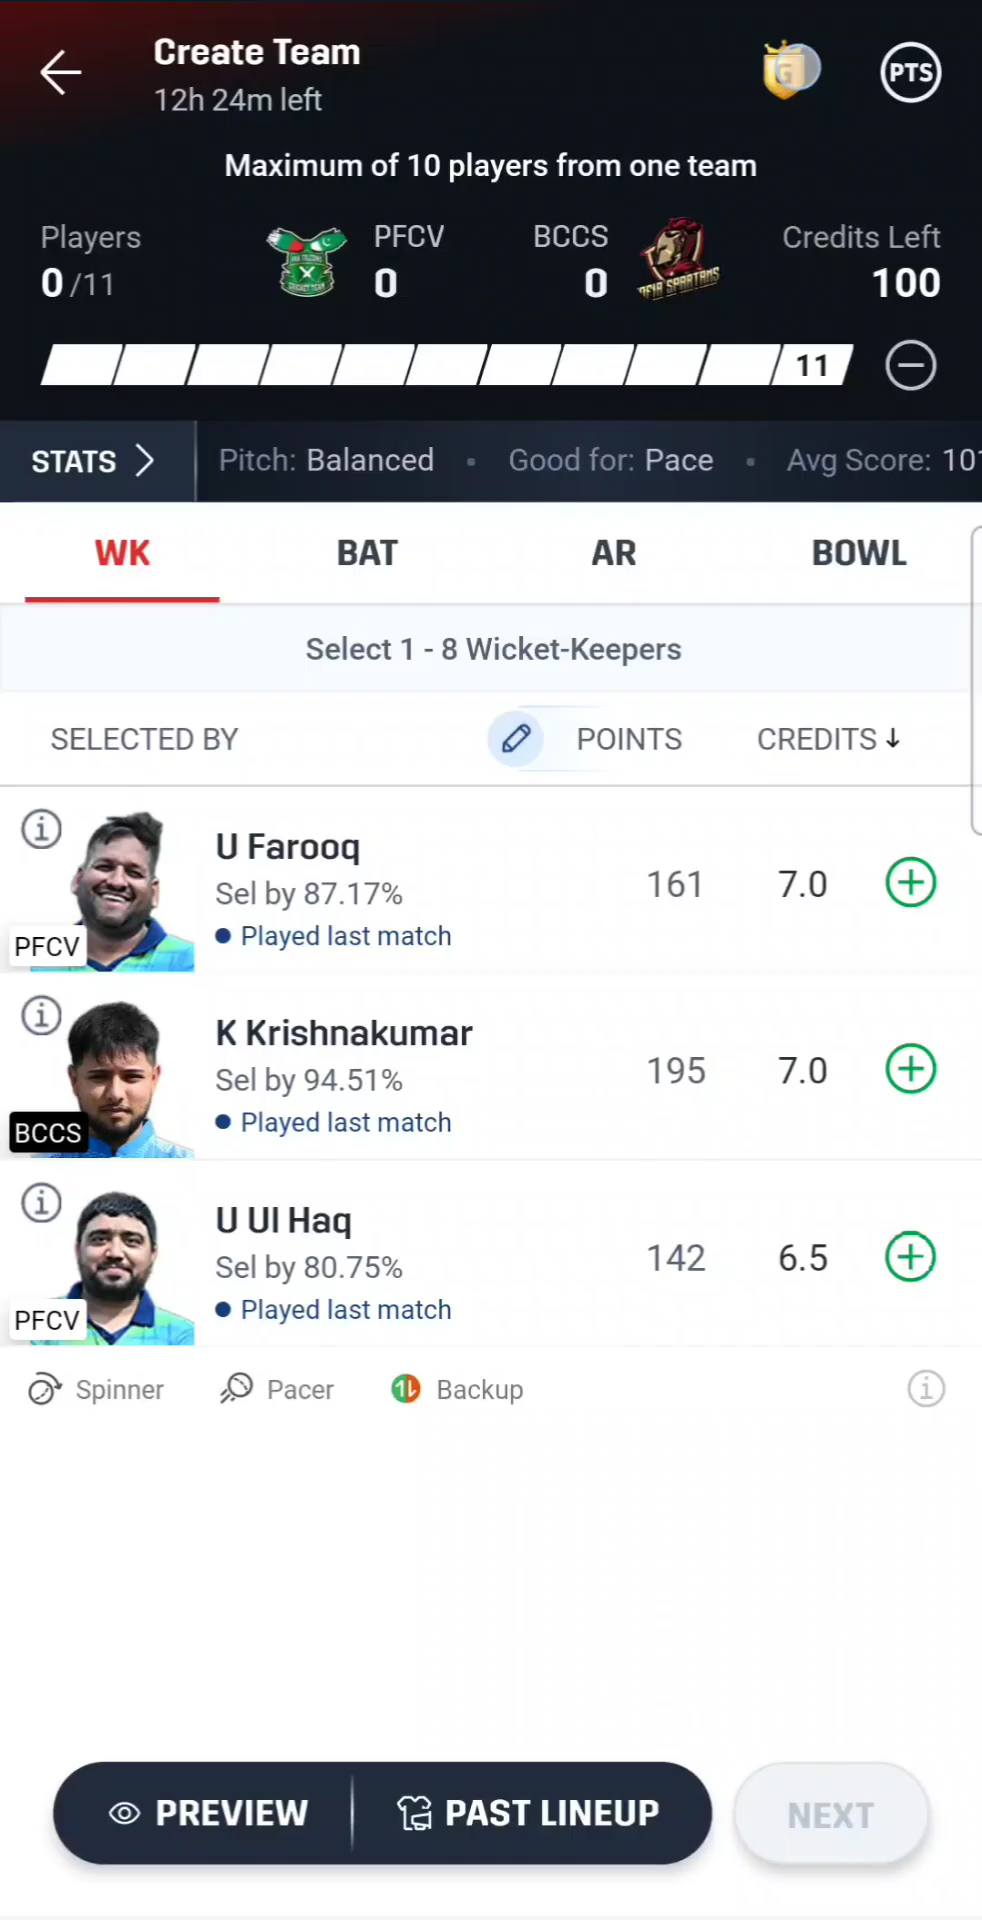 Create Team
12h 24m left
G
PTS
Maximum of 10 players from one team
Players
0/11
PFCV
0
BCCS
0
Credits Left
100
11
STATS
Pitch: Balanced • Good for: Pace • Avg Score: 101
WK BAT AR BOWL
Select 1 - 8 Wicket-Keepers
SELECTED BY POINTS CREDITS ↓
U Farooq
Sel by 87.17%
Played last match
PFCV
161 7.0
K Krishnakumar
Sel by 94.51%
Played last match
BCCS
195 7.0
U Ul Haq
Sel by 80.75%
Played last match
PFCV
142 6.5
Spinner Pacer Backup
PREVIEW PAST LINEUP NEXT